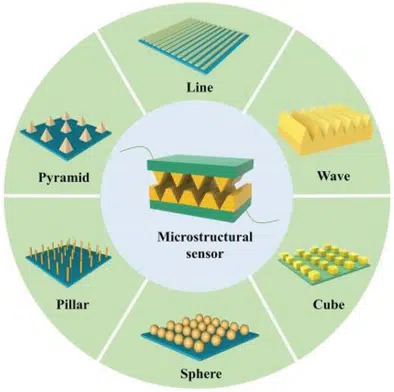 Line
Pyramid
Wave
Microstructural
sensor
Pillar
Cube
Sphere